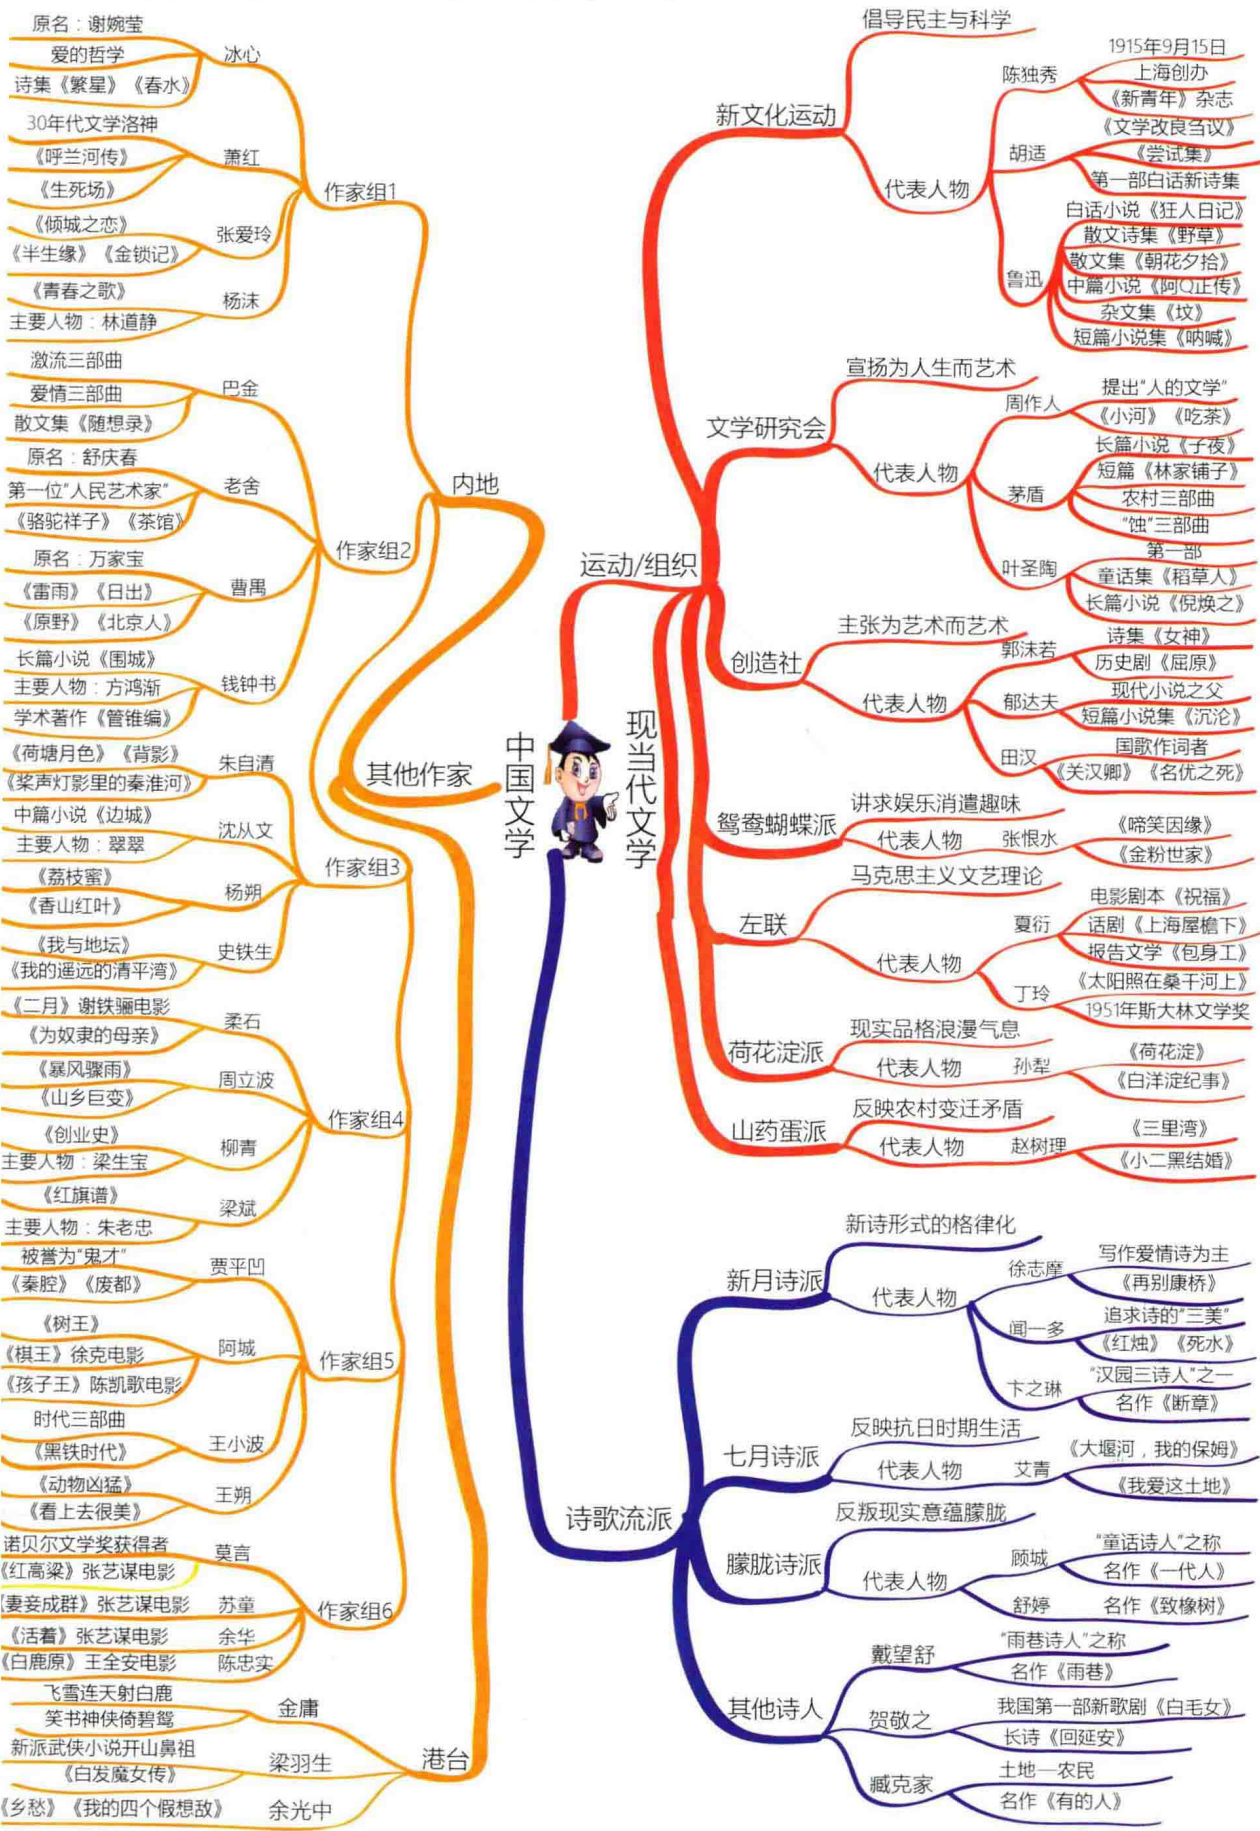 中国文学
现当代文学
运动/组织
新文化运动
倡导民主与科学
代表人物
陈独秀
1915年9月15日
上海创办
《新青年》杂志
胡适
《文学改良刍议》
《尝试集》
第一部白话新诗集
鲁迅
白话小说《狂人日记》
散文诗集《野草》
散文集《朝花夕拾》
中篇小说《阿Q正传》
杂文集《坟》
短篇小说集《呐喊》
文学研究会
宣扬为人生而艺术
代表人物
周作人
提出“人的文学”
《小河》《吃茶》
茅盾
长篇小说《子夜》
短篇《林家铺子》
农村三部曲
“蚀”三部曲
叶圣陶
第一部
童话集《稻草人》
长篇小说《倪焕之》
创造社
主张为艺术而艺术
代表人物
郭沫若
诗集《女神》
历史剧《屈原》
郁达夫
现代小说之父
短篇小说集《沉沦》
田汉
国歌作词者
《关汉卿》《名优之死》
鸳鸯蝴蝶派
讲求娱乐消遣趣味
代表人物
张恨水
《啼笑因缘》
《金粉世家》
左联
马克思主义文艺理论
代表人物
夏衍
电影剧本《祝福》
话剧《上海屋檐下》
报告文学《包身工》
丁玲
《太阳照在桑干河上》
1951年斯大林文学奖
荷花淀派
现实品格浪漫气息
代表人物
孙犁
《荷花淀》
《白洋淀纪事》
山药蛋派
反映农村变迁矛盾
代表人物
赵树理
《三里湾》
《小二黑结婚》
诗歌流派
新月诗派
新诗形式的格律化
代表人物
徐志摩
写作爱情诗为主
《再别康桥》
闻一多
追求诗的“三美”
《红烛》《死水》
卞之琳
“汉园三诗人”之一
名作《断章》
七月诗派
反映抗日时期生活
代表人物
艾青
《大堰河，我的保姆》
《我爱这土地》
朦胧诗派
反叛现实意蕴朦胧
代表人物
顾城
“童话诗人”之称
名作《一代人》
舒婷
名作《致橡树》
其他诗人
戴望舒
“雨巷诗人”之称
名作《雨巷》
贺敬之
我国第一部新歌剧《白毛女》
长诗《回延安》
臧克家
土地—农民
名作《有的人》
其他作家
内地
作家组1
冰心
原名：谢婉莹
爱的哲学
诗集《繁星》《春水》
萧红
30年代文学洛神
《呼兰河传》
《生死场》
张爱玲
《倾城之恋》
《半生缘》《金锁记》
杨沫
《青春之歌》
主要人物：林道静
作家组2
巴金
激流三部曲
爱情三部曲
散文集《随想录》
老舍
原名：舒庆春
第一位“人民艺术家”
《骆驼祥子》《茶馆》
曹禺
原名：万家宝
《雷雨》《日出》
《原野》《北京人》
钱钟书
长篇小说《围城》
主要人物：方鸿渐
学术著作《管锥编》
作家组3
朱自清
《荷塘月色》《背影》
《桨声灯影里的秦淮河》
沈从文
中篇小说《边城》
主要人物：翠翠
杨朔
《荔枝蜜》
《香山红叶》
史铁生
《我与地坛》
《我的遥远的清平湾》
作家组4
柔石
《二月》谢铁骊电影
《为奴隶的母亲》
周立波
《暴风骤雨》
《山乡巨变》
柳青
《创业史》
主要人物：梁生宝
梁斌
《红旗谱》
主要人物：朱老忠
作家组5
贾平凹
被誉为“鬼才”
《秦腔》《废都》
阿城
《树王》
《棋王》徐克电影
《孩子王》陈凯歌电影
王小波
时代三部曲
《黑铁时代》
王朔
《动物凶猛》
《看上去很美》
作家组6
莫言
诺贝尔文学奖获得者
《红高粱》张艺谋电影
苏童
《妻妾成群》张艺谋电影
余华
《活着》张艺谋电影
陈忠实
《白鹿原》王全安电影
港台
金庸
飞雪连天射白鹿
笑书神侠倚碧鸳
梁羽生
新派武侠小说开山鼻祖
《白发魔女传》
余光中
《乡愁》《我的四个假想敌》